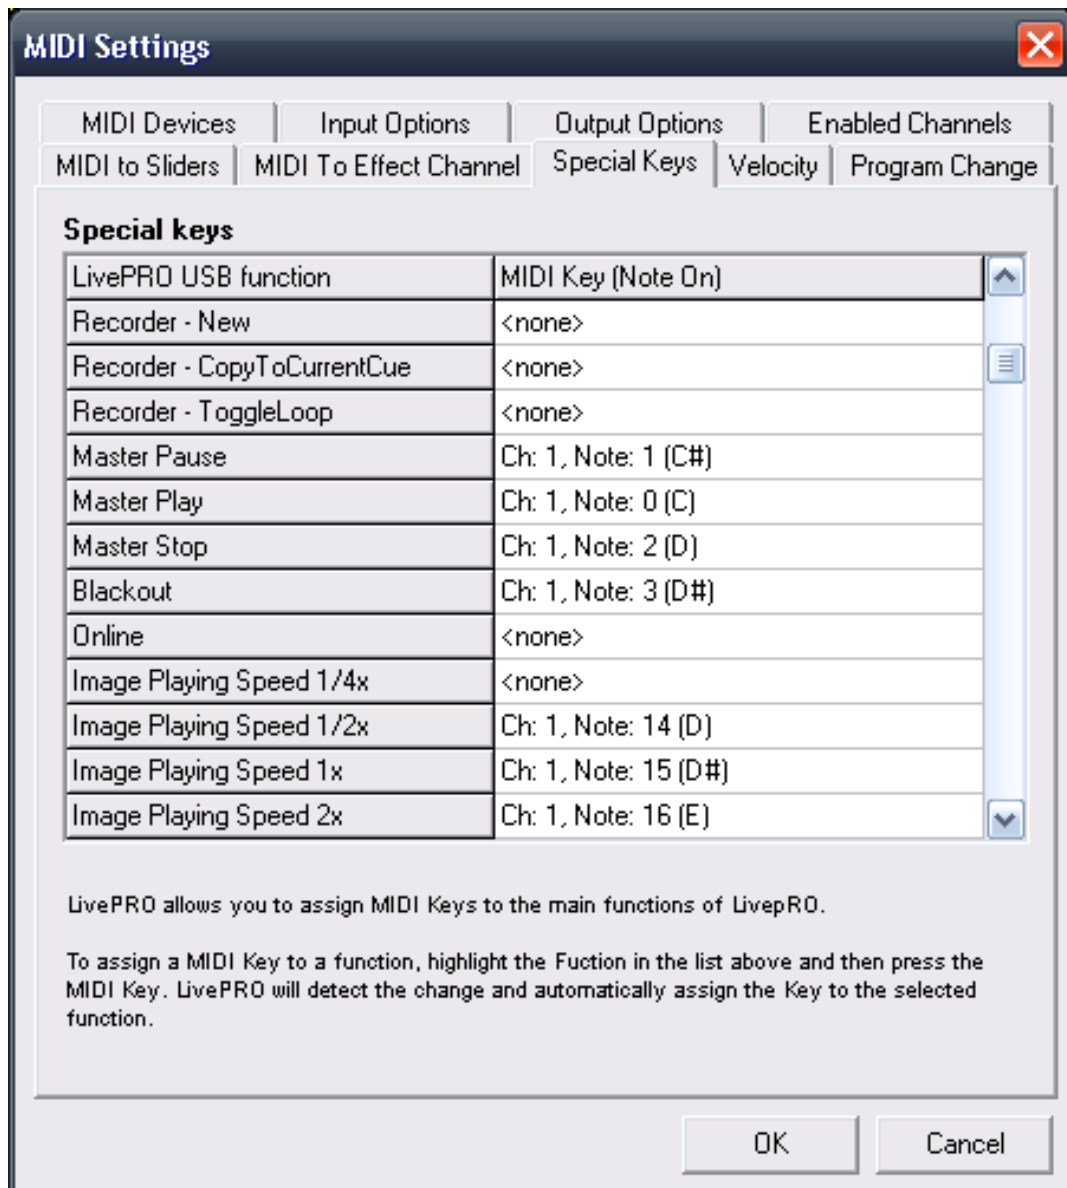 MIDI Settings
MIDI Devices Input Options Output Options Enabled Channels
MIDI to Sliders MIDI To Effect Channel Special Keys Velocity Program Change
Special keys
LivePRO USB function MIDI Key (Note On)
Recorder - New <none>
Recorder - CopyToCurrentCue <none>
Recorder - ToggleLoop <none>
Master Pause Ch: 1, Note: 1 (C#)
Master Play Ch: 1, Note: 0 (C)
Master Stop Ch: 1, Note: 2 (D)
Blackout Ch: 1, Note: 3 (D#)
Online <none>
Image Playing Speed 1/4x <none>
Image Playing Speed 1/2x Ch: 1, Note: 14 (D)
Image Playing Speed 1x Ch: 1, Note: 15 (D#)
Image Playing Speed 2x Ch: 1, Note: 16 (E)
LivePRO allows you to assign MIDI Keys to the main functions of LivepRO.
To assign a MIDI Key to a function, highlight the Fuction in the list above and then press the
MIDI Key. LivePRO will detect the change and automatically assign the Key to the selected
function.
OK Cancel